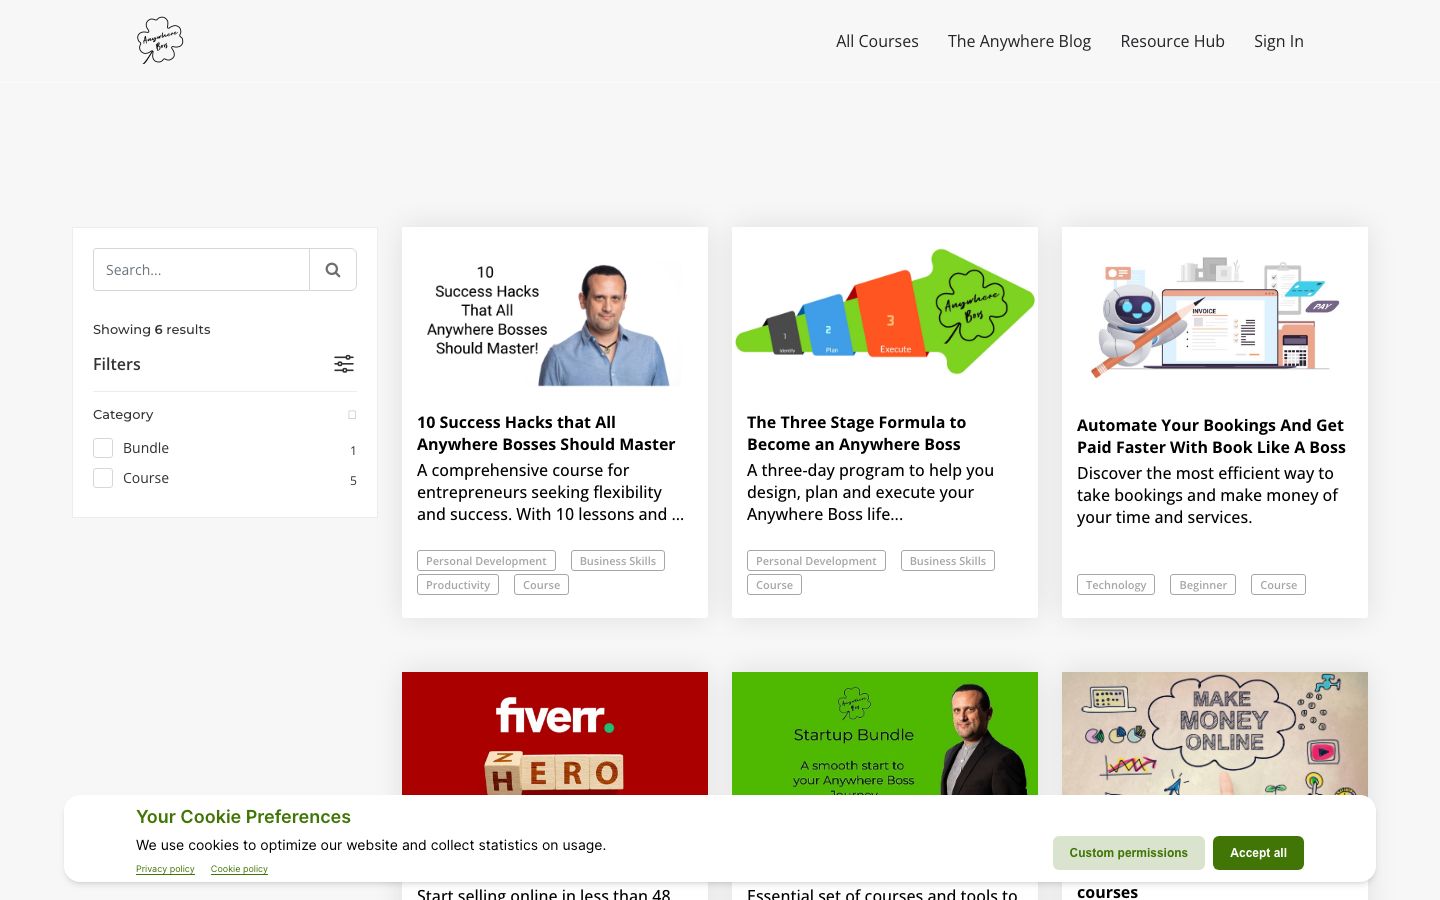 Anywhere
Boss
All Courses
The Anywhere Blog
Resource Hub
Sign In
Search...
Showing 6 results
Filters
Category
Bundle
1
Course
5
10
Success Hacks
That All
Anywhere Bosses
Should Master!
10 Success Hacks that All
Anywhere Bosses Should Master
A comprehensive course for
entrepreneurs seeking flexibility
and success. With 10 lessons and ...
Personal Development
Business Skills
Productivity
Course
1
Identify
2
Plan
3
Execute
Anywhere
Boss
The Three Stage Formula to
Become an Anywhere Boss
A three-day program to help you
design, plan and execute your
Anywhere Boss life...
Personal Development
Business Skills
Course
INVOICE
PAY
Automate Your Bookings And Get
Paid Faster With Book Like A Boss
Discover the most efficient way to
take bookings and make money of
your time and services.
Technology
Beginner
Course
fiverr.
Z
HERO
Startup Bundle
A smooth start to
your Anywhere Boss
Journey
MAKE
MONEY
ONLINE
Your Cookie Preferences
We use cookies to optimize our website and collect statistics on usage.
Privacy policy
Cookie policy
Custom permissions
Accept all
Start selling online in less than 48
Essential set of courses and tools to
courses